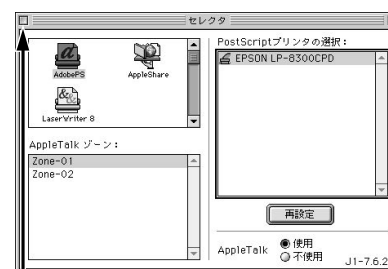 セレクタ
AdobePS
AppleShare
LaserWriter 8
AppleTalk ゾーン：
Zone-01
Zone-02
PostScriptプリンタの選択：
EPSON LP-8300CPD
再設定
AppleTalk
使用
不使用
J1-7.6.2